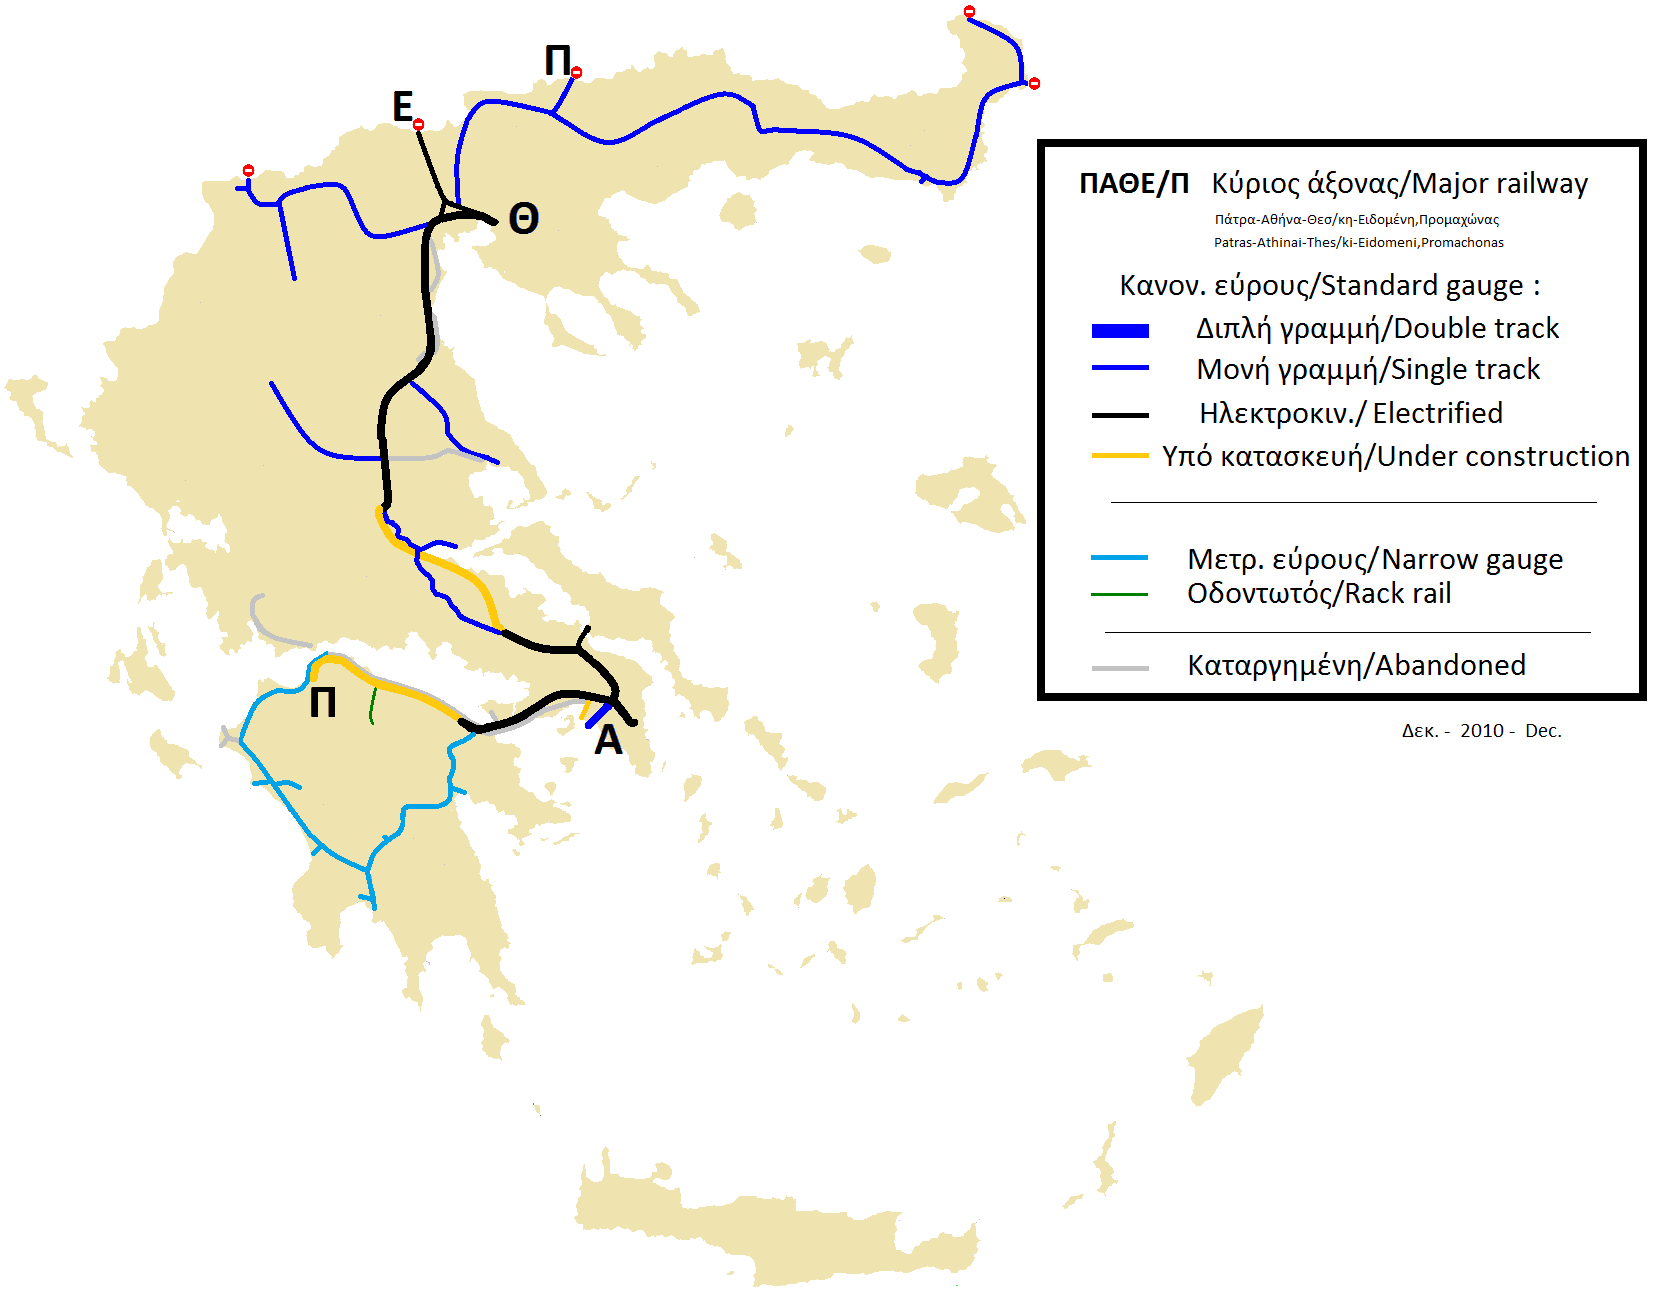 Π
Ε
Θ
Π
Α
ΠΑΘΕ/Π Κύριος άξονας/Major railway
Πάτρα-Αθήνα-Θεσ/κη-Ειδομένη,Προμαχώνας
Patras-Athinai-Thes/ki-Eidomeni,Promachonas
Κανον. εύρους/Standard gauge :
Διπλή γραμμή/Double track
Μονή γραμμή/Single track
Ηλεκτροκιν./ Electrified
Υπό κατασκευή/Under construction
Μετρ. εύρους/Narrow gauge
Οδοντωτός/Rack rail
Καταργημένη/Abandoned
Δεκ. - 2010 - Dec.